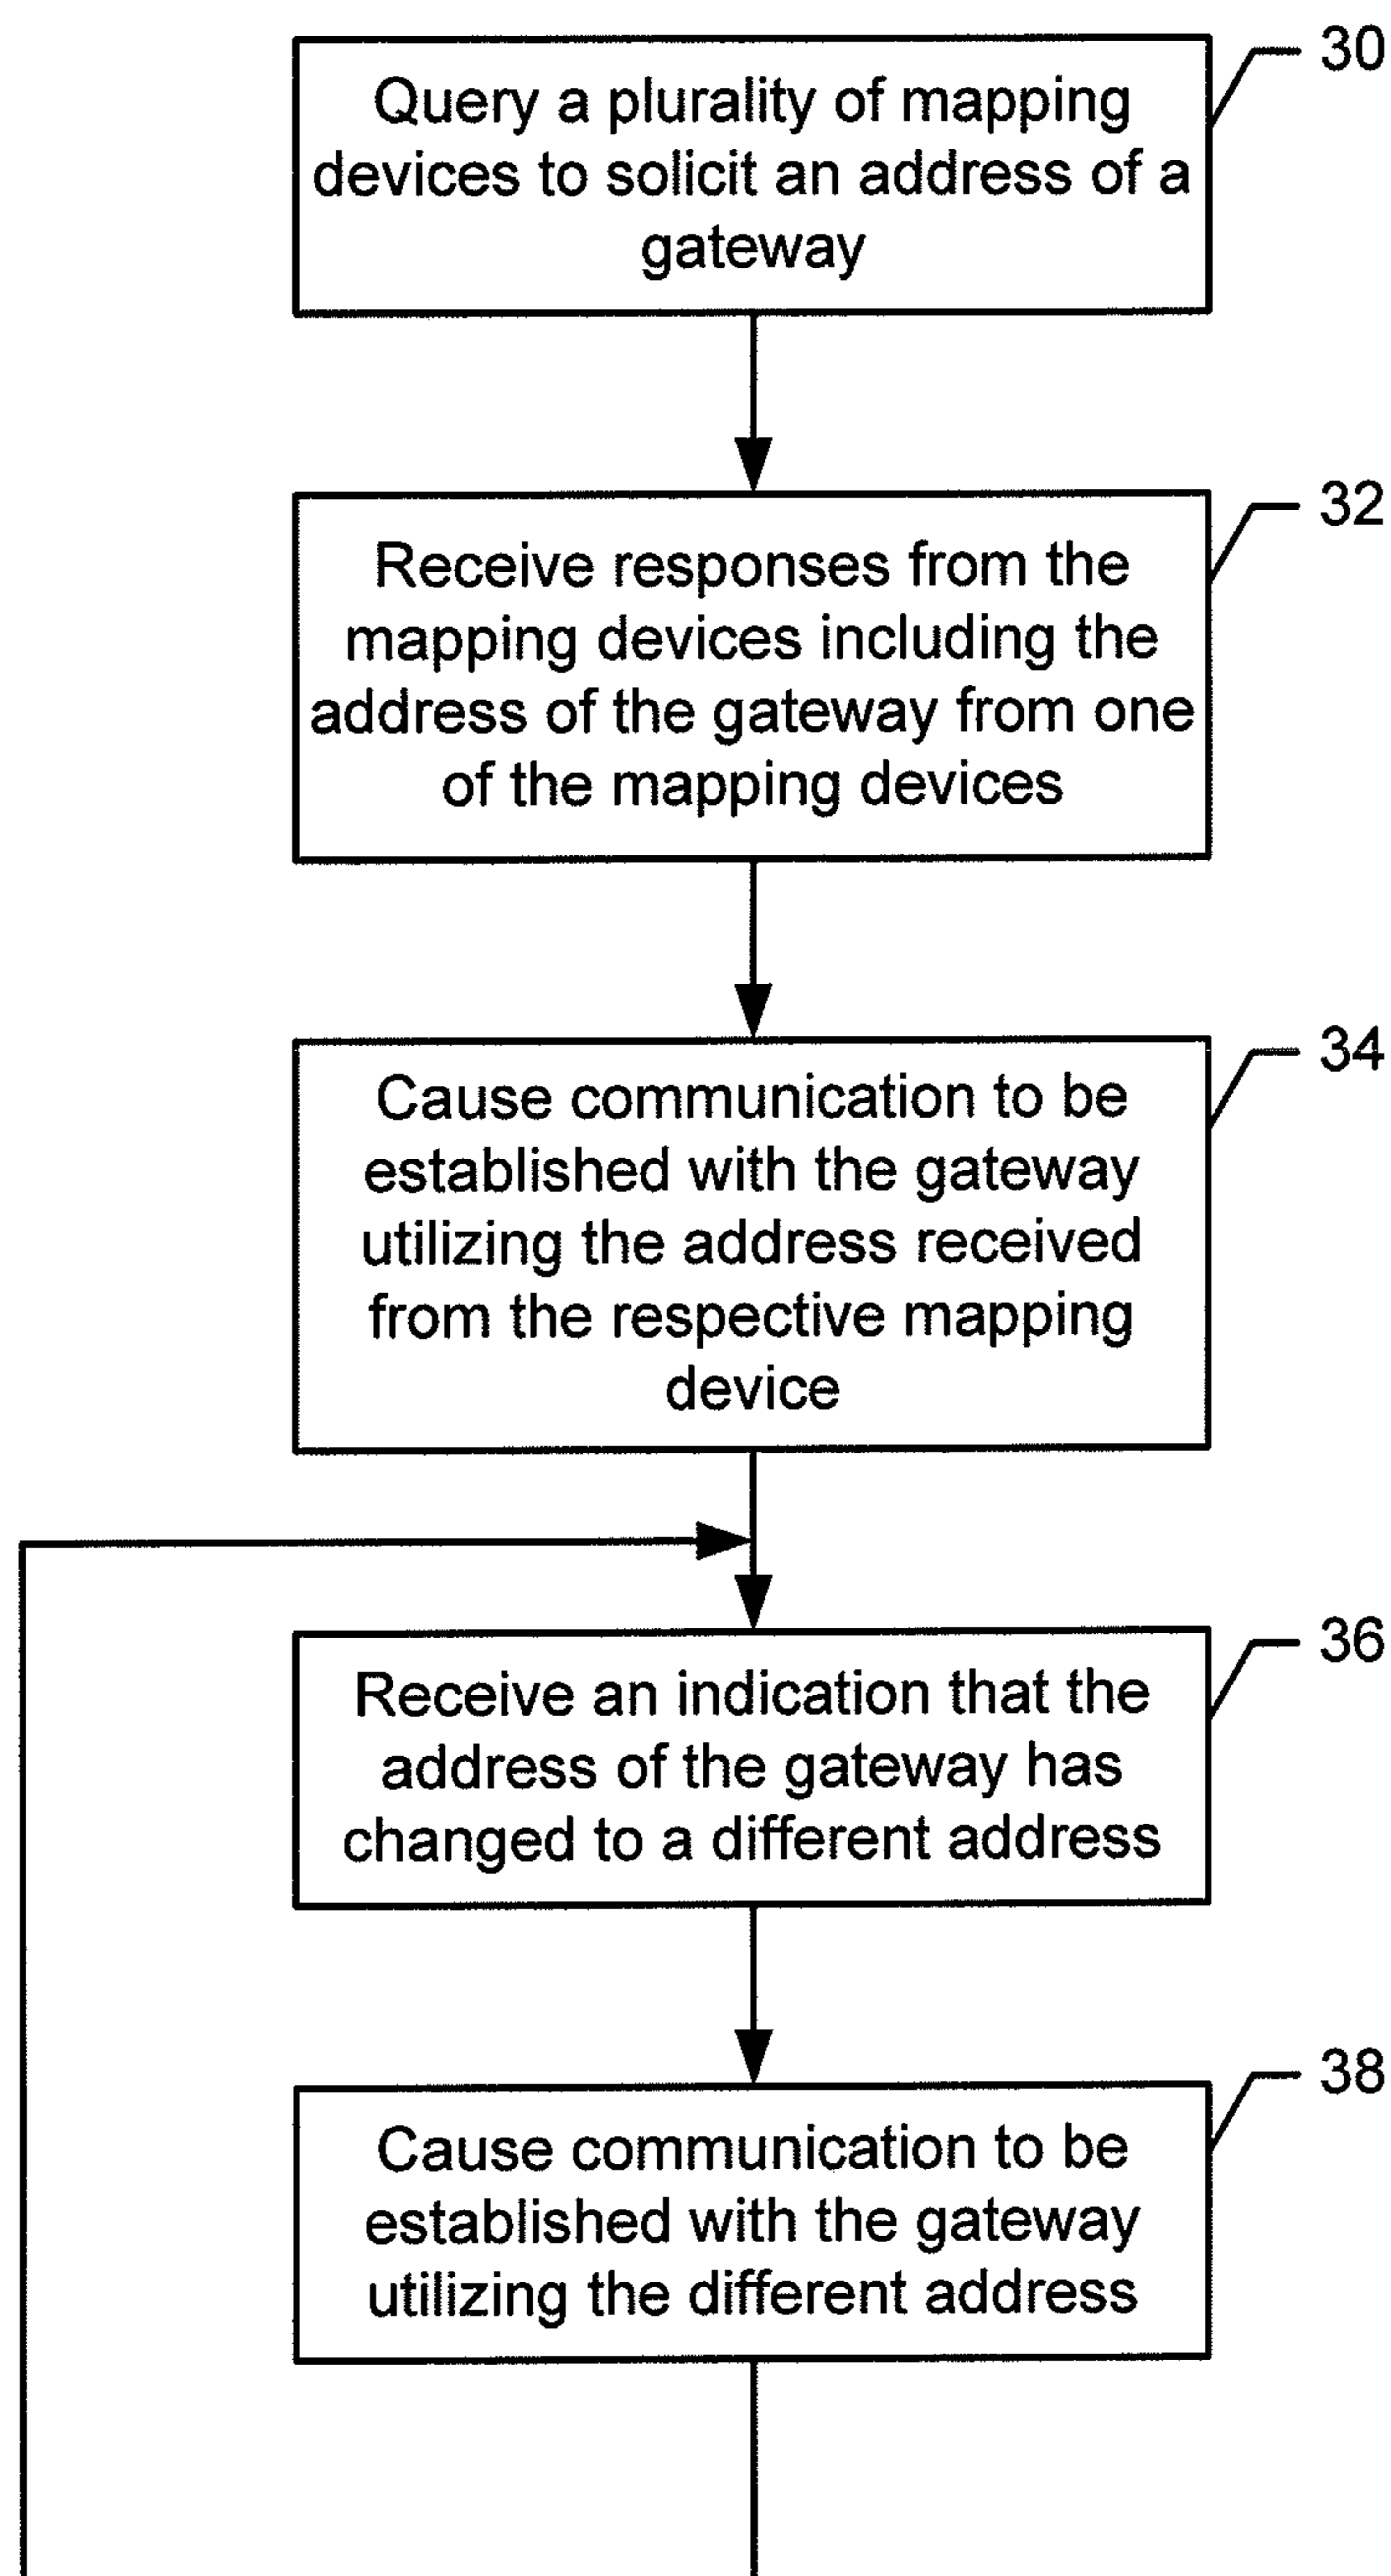 30
Query a plurality of mapping
devices to solicit an address of a
gateway
32
Receive responses from the
mapping devices including the
address of the gateway from one
of the mapping devices
34
Cause communication to be
established with the gateway
utilizing the address received
from the respective mapping
device
36
Receive an indication that the
address of the gateway has
changed to a different address
38
Cause communication to be
established with the gateway
utilizing the different address